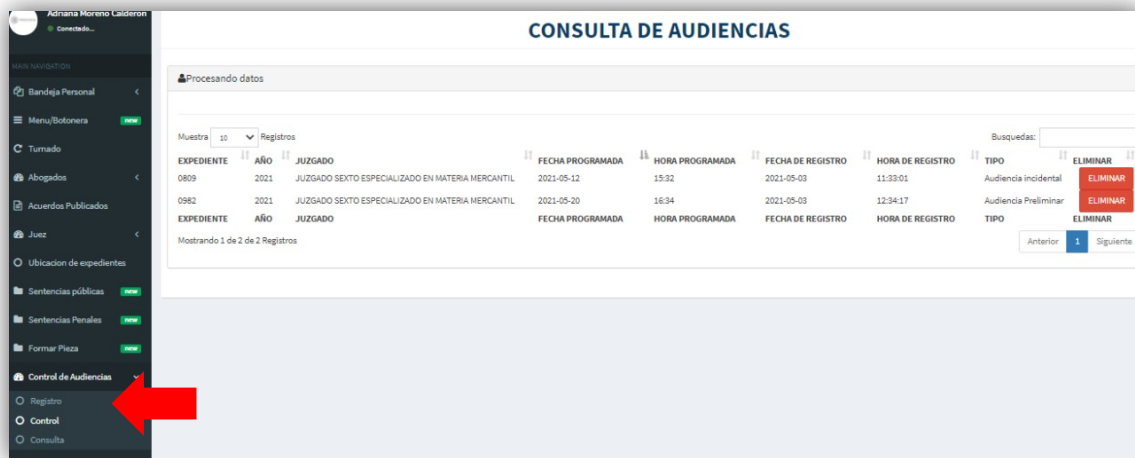 Adriana Moreno Calderon
Conectado...
MAIN NAVIGATION
Bandeja Personal
Menu/Botonera new
Turnado
Abogados
Acuerdos Publicados
Juez
Ubicacion de expedientes
Sentencias públicas new
Sentencias Penales new
Formar Pieza new
Control de Audiencias
Registro
Control
Consulta
CONSULTA DE AUDIENCIAS
Procesando datos
Muestra 10 Registros Busquedas:
EXPEDIENTE AÑO JUZGADO FECHA PROGRAMADA HORA PROGRAMADA FECHA DE REGISTRO HORA DE REGISTRO TIPO ELIMINAR
0809 2021 JUZGADO SEXTO ESPECIALIZADO EN MATERIA MERCANTIL 2021-05-12 15:32 2021-05-03 11:33:01 Audiencia incidental ELIMINAR
0982 2021 JUZGADO SEXTO ESPECIALIZADO EN MATERIA MERCANTIL 2021-05-20 16:34 2021-05-03 12:34:17 Audiencia Preliminar ELIMINAR
EXPEDIENTE AÑO JUZGADO FECHA PROGRAMADA HORA PROGRAMADA FECHA DE REGISTRO HORA DE REGISTRO TIPO ELIMINAR
Mostrando 1 de 2 de 2 Registros Anterior 1 Siguiente